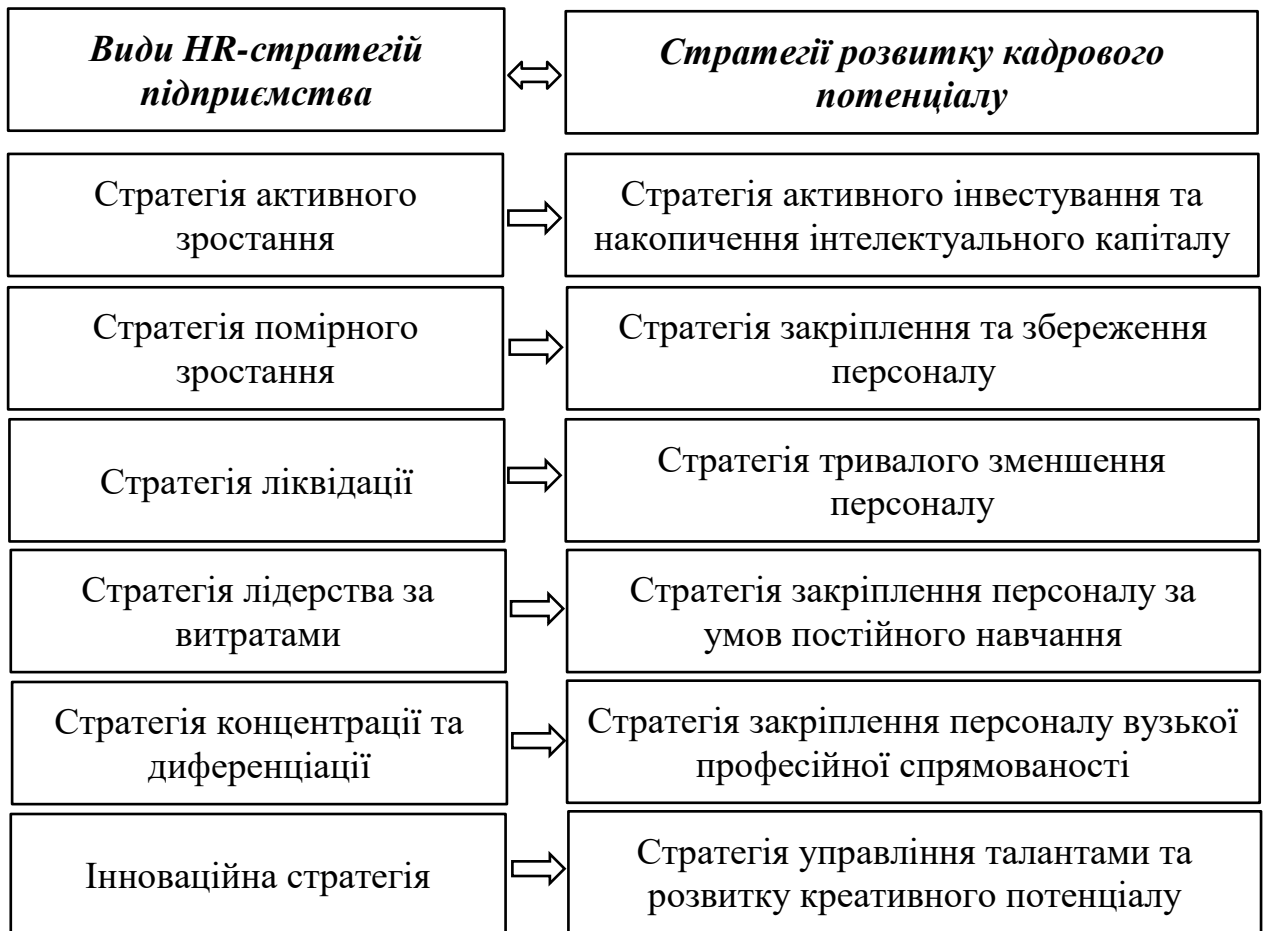 Види HR-стратегій
підприємства
Стратегії розвитку кадрового
потенціалу
Стратегія активного
зростання
Стратегія активного інвестування та
накопичення інтелектуального капіталу
Стратегія помірного
зростання
Стратегія закріплення та збереження
персоналу
Стратегія ліквідації
Стратегія тривалого зменшення
персоналу
Стратегія лідерства за
витратами
Стратегія закріплення персоналу за
умов постійного навчання
Стратегія концентрації та
диференціації
Стратегія закріплення персоналу вузької
професійної спрямованості
Інноваційна стратегія
Стратегія управління талантами та
розвитку креативного потенціалу